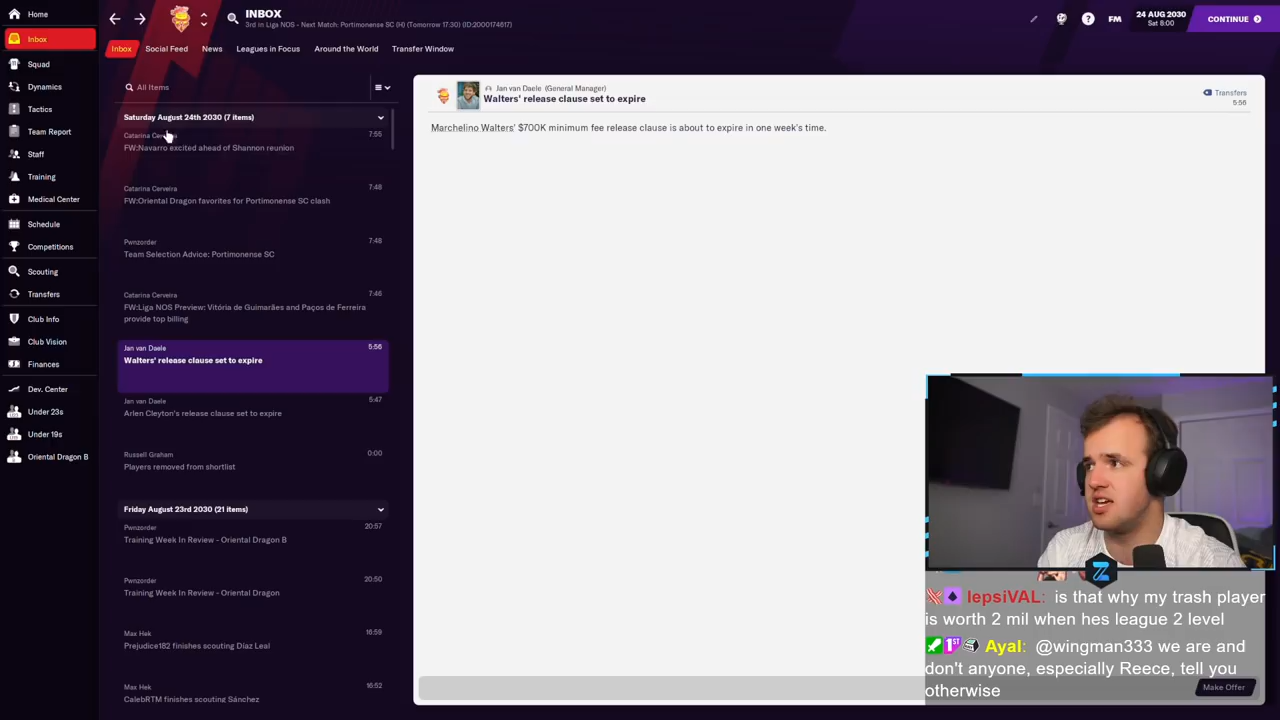 Home
Inbox
Squad
Dynamics
Tactics
Team Report
Staff
Training
Medical Center
Schedule
Competitions
Scouting
Transfers
Club Info
Club Vision
Finances
Dev. Center
Under 23s
Under 19s
Oriental Dragon B
INBOX
3rd in Liga NOS - Next Match: Portimonense SC (H) (Tomorrow 17:30) (ID:2000174617)
FM
24 AUG 2030
Sat 8:00
CONTINUE
Inbox Social Feed News Leagues in Focus Around the World Transfer Window
All Items
Saturday August 24th 2030 (7 items)
Catarina 7:55
FW:Navarro excited ahead of Shannon reunion
Catarina Cerveira 7:48
FW:Oriental Dragon favorites for Portimonense SC clash
Pwnzorder 7:48
Team Selection Advice: Portimonense SC
Catarina Cerveira 7:46
FW:Liga NOS Preview: Vitória de Guimarães and Paços de Ferreira
provide top billing
Jan van Daele 5:56
Walters' release clause set to expire
Jan van Daele 5:47
Arlen Cleyton's release clause set to expire
Russell Graham 0:00
Players removed from shortlist
Friday August 23rd 2030 (21 items)
Pwnzorder 20:57
Training Week In Review - Oriental Dragon B
Pwnzorder 20:50
Training Week In Review - Oriental Dragon
Max Hek 16:59
Prejudice182 finishes scouting Díaz Leal
Max Hek 16:52
CalebRTM finishes scouting Sánchez
Jan van Daele (General Manager)
Walters' release clause set to expire
Transfers
5:56
Marchelino Walters' $700K minimum fee release clause is about to expire in one week's time.
Make Offer
lepsiVAL: is that why my trash player
is worth 2 mil when hes league 2 level
1ST Ayal: @wingman333 we are and
don't anyone, especially Reece, tell you
otherwise